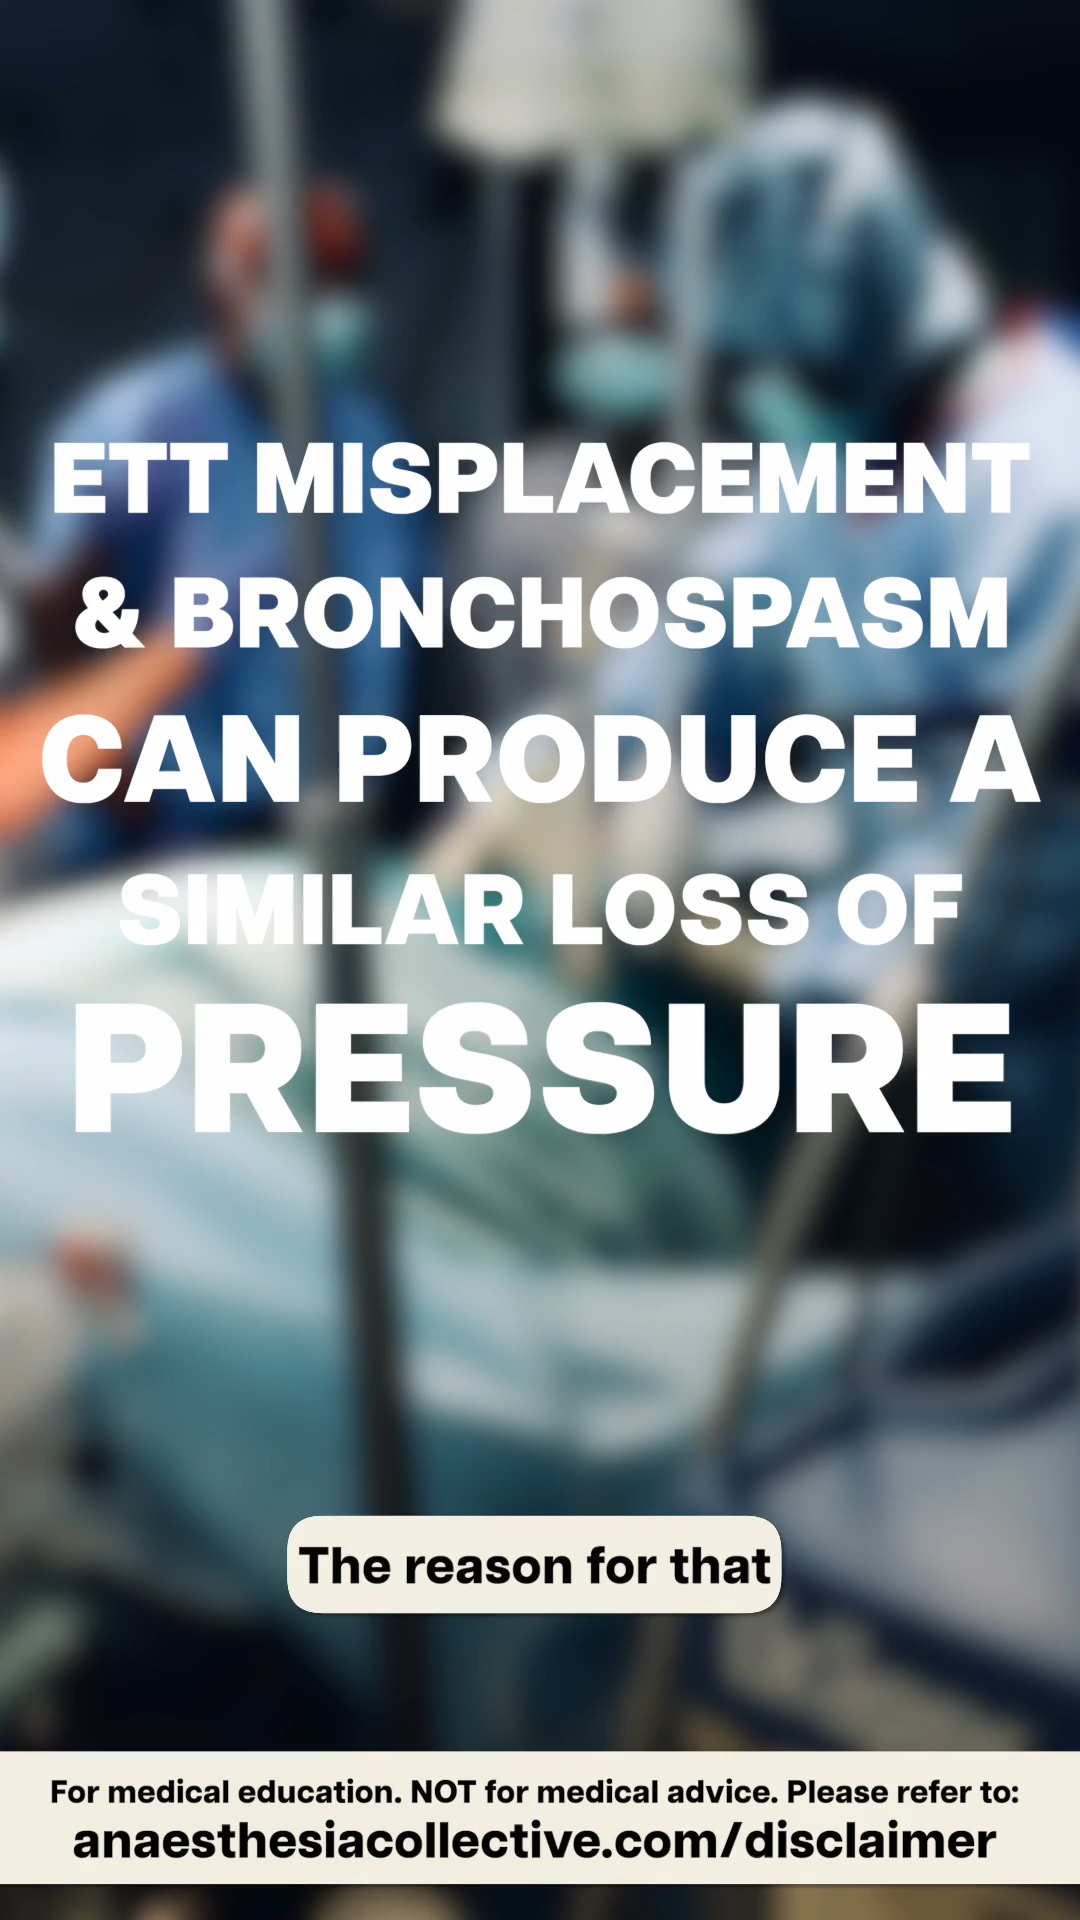 ETT MISPLACEMENT
& BRONCHOSPASM
CAN PRODUCE A
SIMILAR LOSS OF
PRESSURE
The reason for that
For medical education. NOT for medical advice. Please refer to:
anaesthesiacollective.com/disclaimer